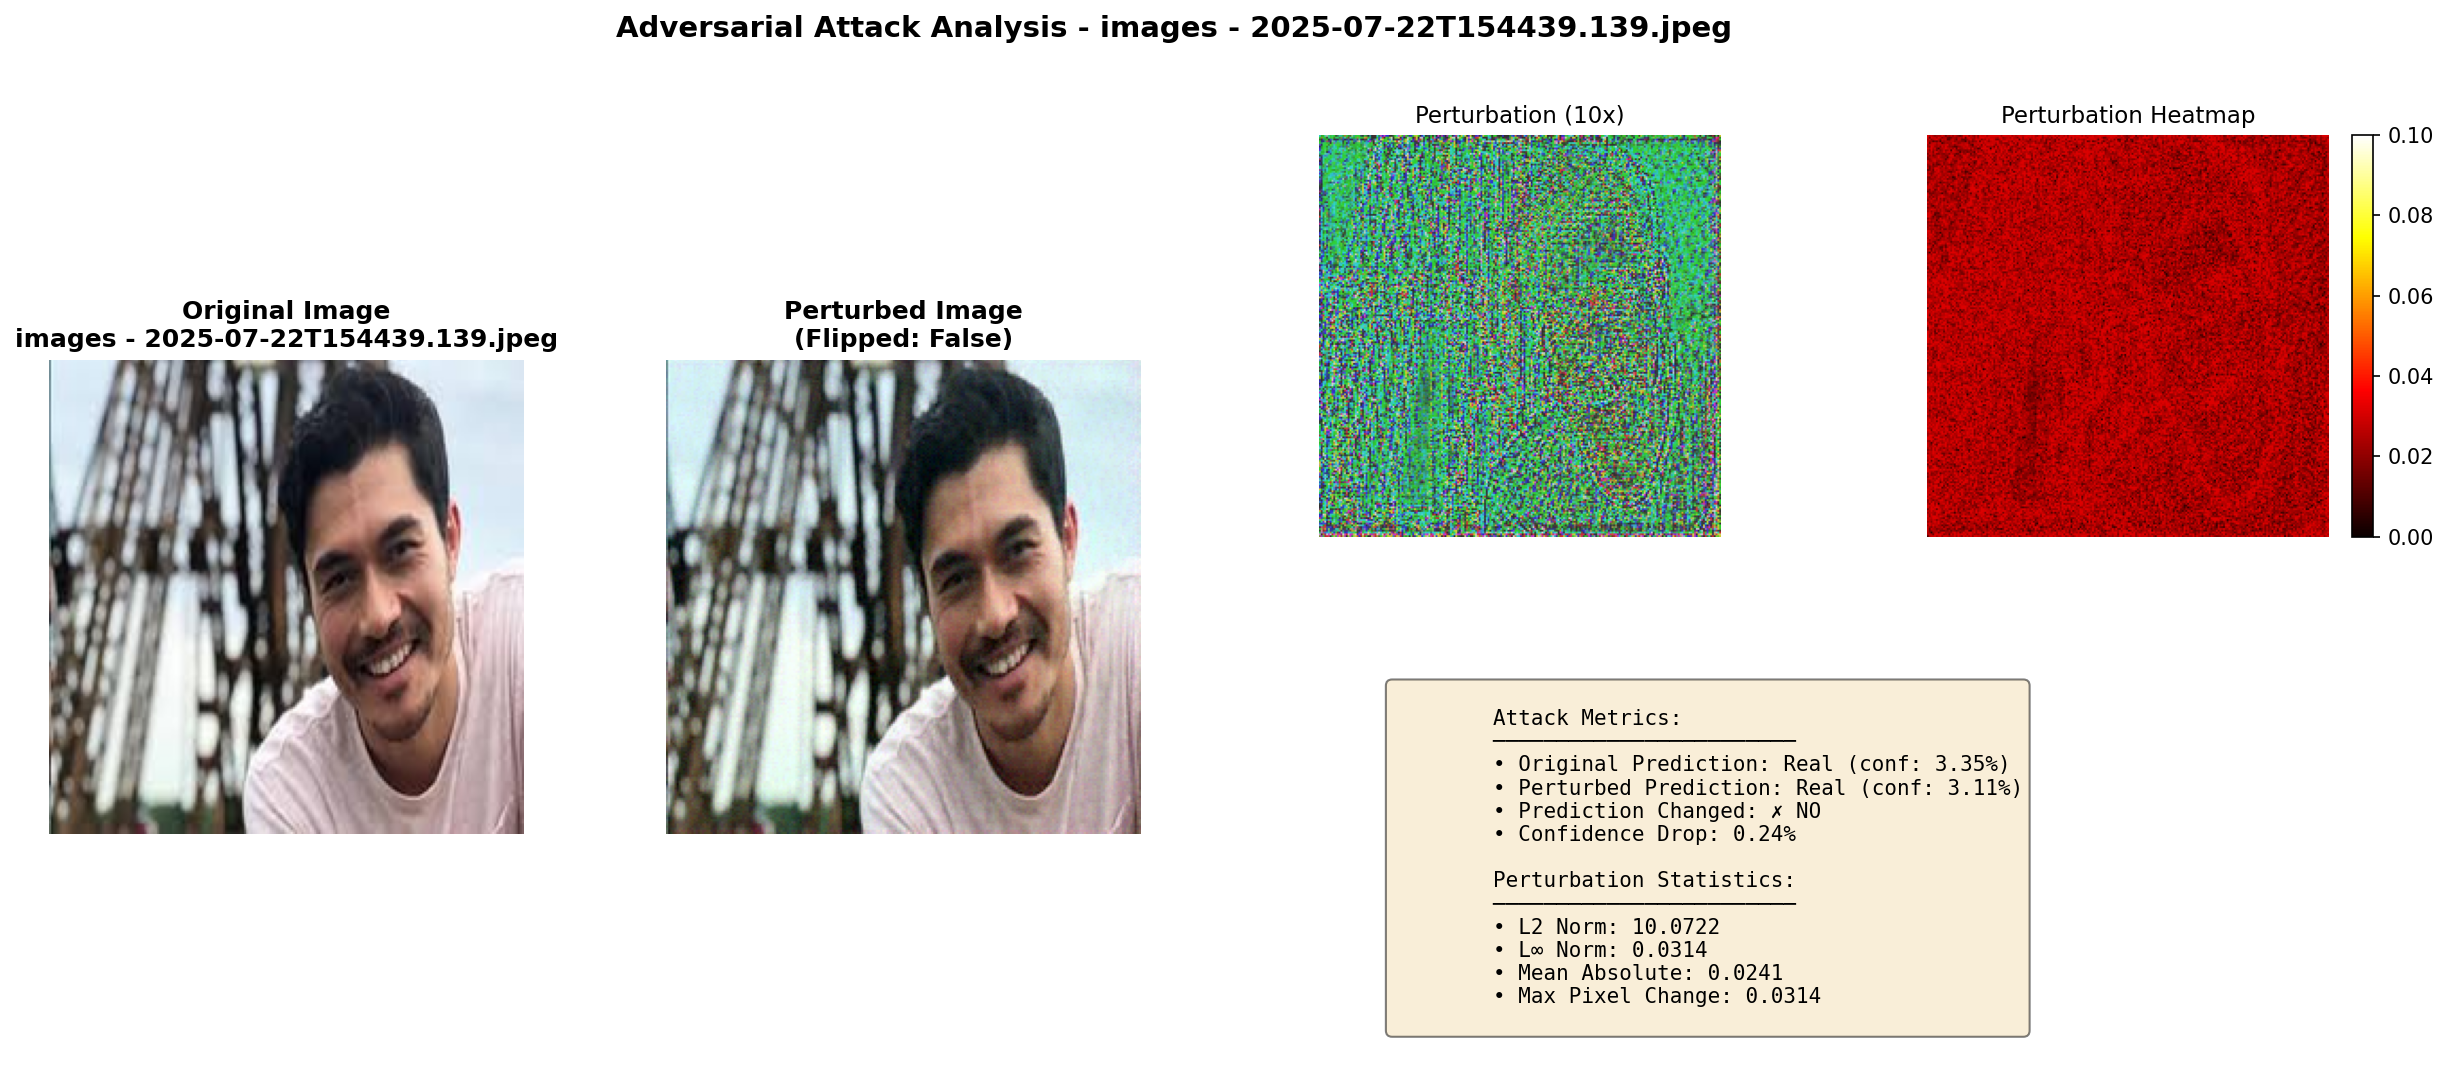 Adversarial Attack Analysis - images - 2025-07-22T154439.139.jpeg
Original Image
images - 2025-07-22T154439.139.jpeg
Perturbed Image
(Flipped: False)
Perturbation (10x)
Perturbation Heatmap
0.10
0.08
0.06
0.04
0.02
0.00
Attack Metrics:
• Original Prediction: Real (conf: 3.35%)
• Perturbed Prediction: Real (conf: 3.11%)
• Prediction Changed: ✗ NO
• Confidence Drop: 0.24%
Perturbation Statistics:
• L2 Norm: 10.0722
• L∞ Norm: 0.0314
• Mean Absolute: 0.0241
• Max Pixel Change: 0.0314